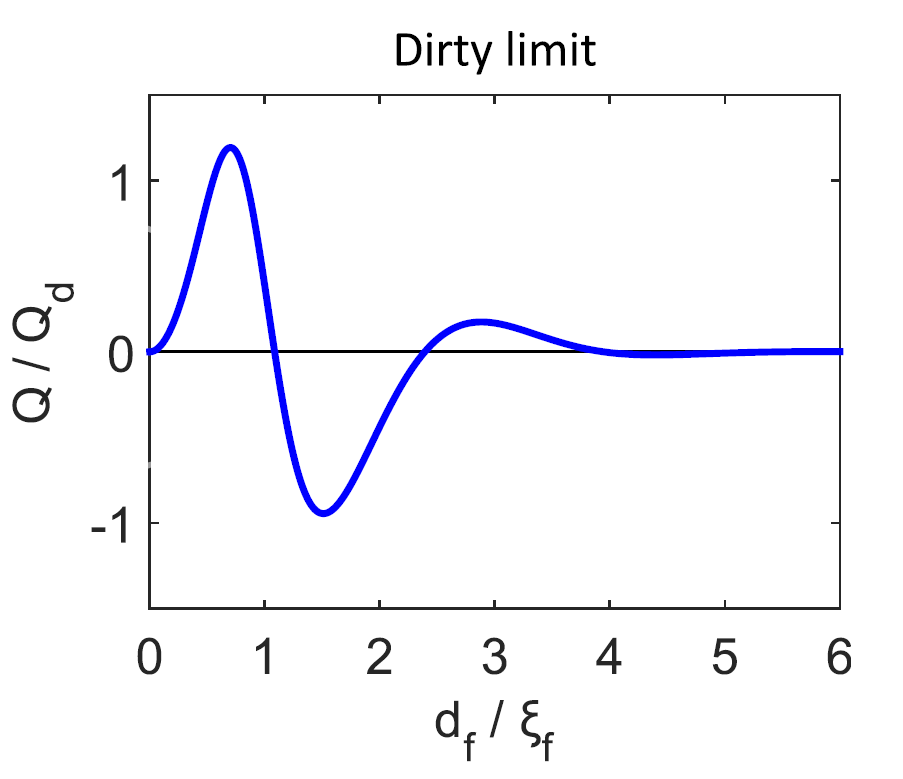 Dirty limit
1
0
-1
Q / Q_d
0 1 2 3 4 5 6
d_f / ξ_f